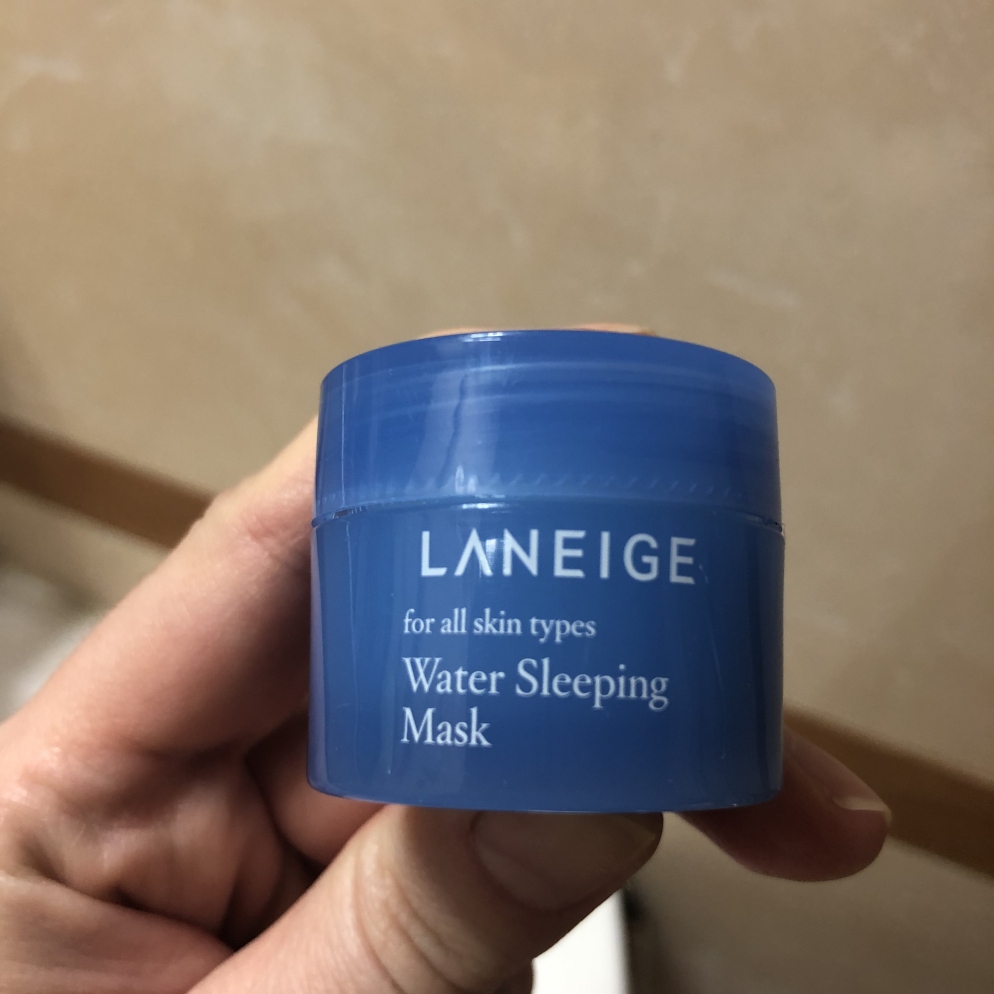 LANEIGE
for all skin types
Water Sleeping
Mask